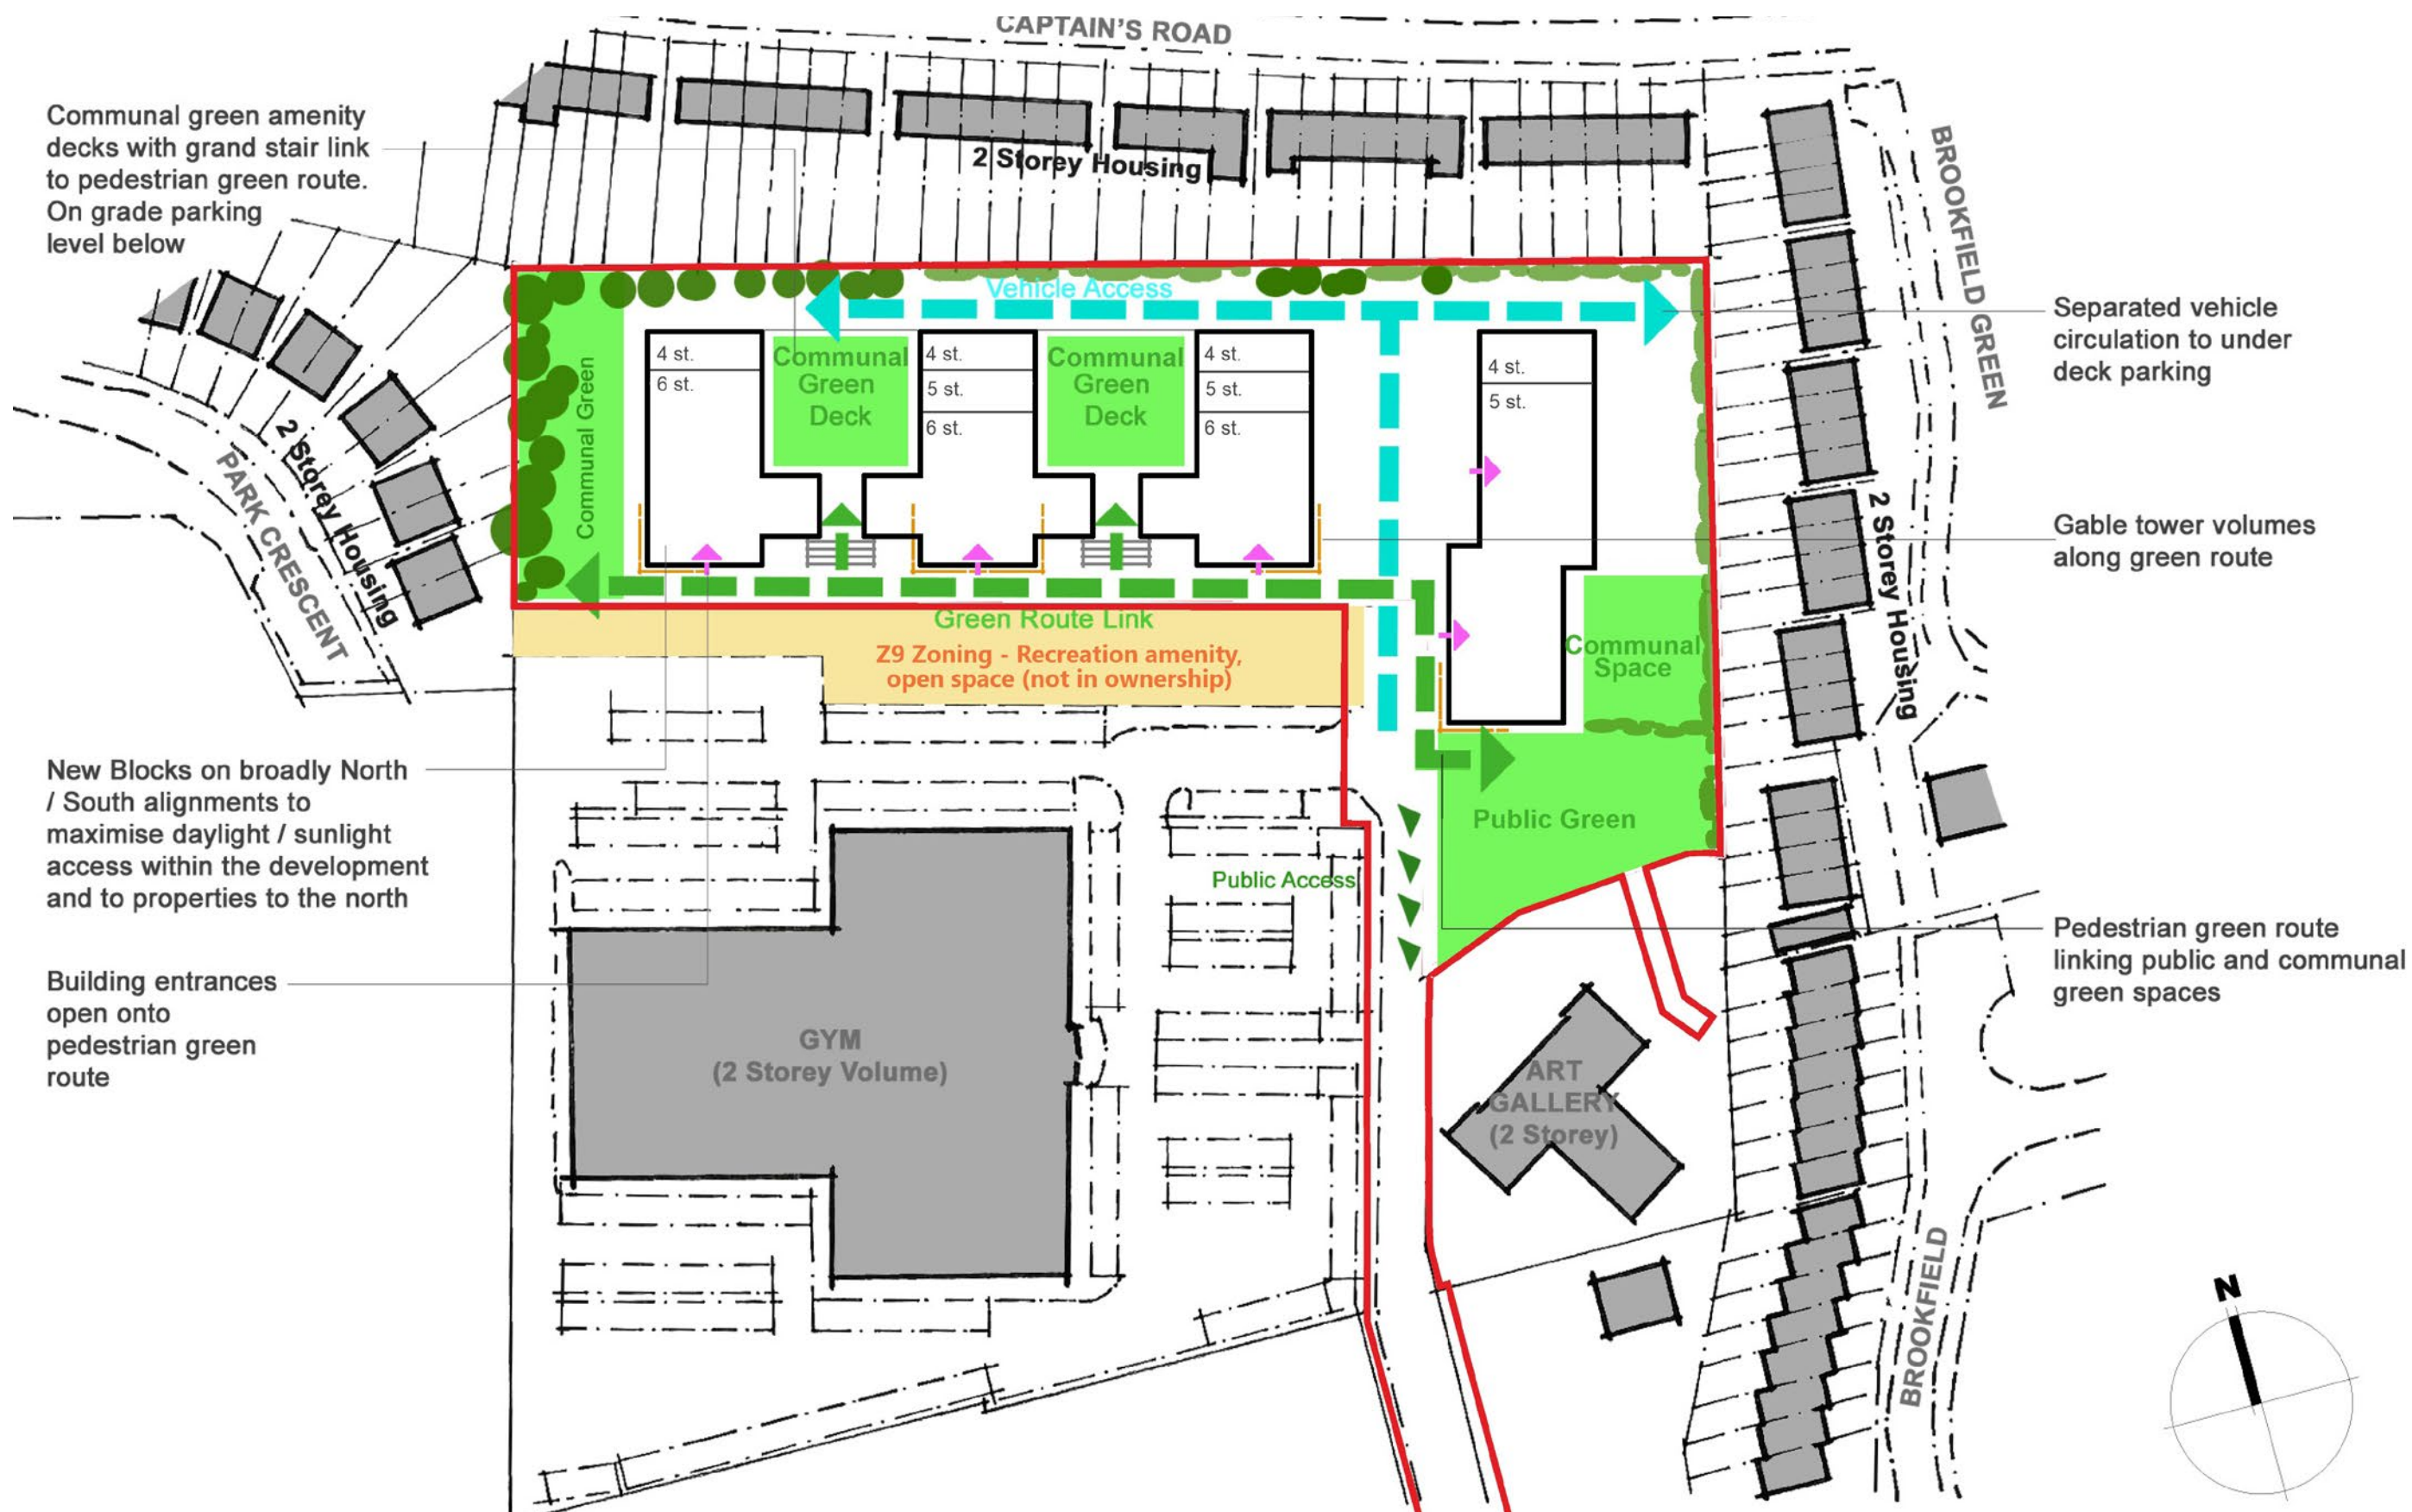 CAPTAIN'S ROAD
Communal green amenity
decks with grand stair link
to pedestrian green route.
On grade parking
level below
2 Storey Housing
BROOKFIELD GREEN
Vehicle Access
Separated vehicle
circulation to under
deck parking
4 st.
6 st.
Communal
Green
Deck
4 st.
5 st.
6 st.
Communal
Green
Deck
4 st.
5 st.
6 st.
4 st.
5 st.
Communal Green
2 Storey Housing
PARK CRESCENT
2 Storey Housing
Gable tower volumes
along green route
Green Route Link
Z9 Zoning - Recreation amenity,
open space (not in ownership)
Communal
Space
New Blocks on broadly North
/ South alignments to
maximise daylight / sunlight
access within the development
and to properties to the north
Public Green
Public Access
Pedestrian green route
linking public and communal
green spaces
Building entrances
open onto
pedestrian green
route
GYM
(2 Storey Volume)
ART
GALLERY
(2 Storey)
BROOKFIELD
N